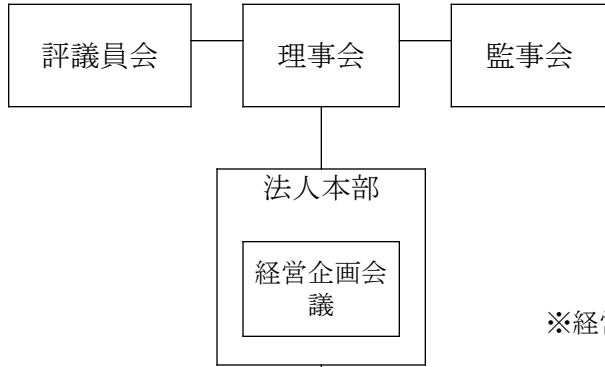 評議員会 理事会 監事会
法人本部
経営企画会
議
※経